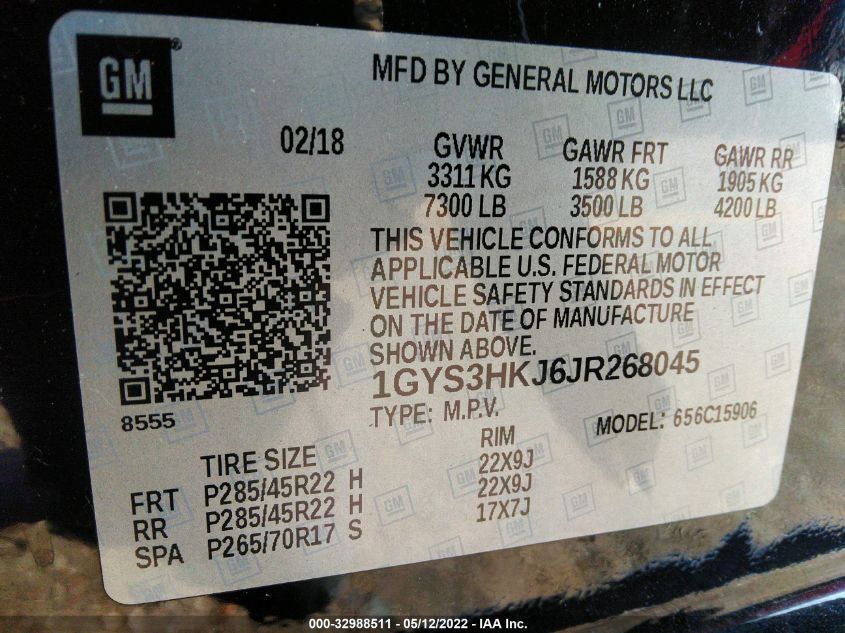 GM
MFD BY GENERAL MOTORS LLC
02/18
GVWR GAWR FRT GAWR RR
3311 KG 1588 KG 1905 KG
7300 LB 3500 LB 4200 LB
THIS VEHICLE CONFORMS TO ALL
APPLICABLE U.S. FEDERAL MOTOR
VEHICLE SAFETY STANDARDS IN EFFECT
ON THE DATE OF MANUFACTURE
SHOWN ABOVE.
1GYS3HKJ6JR268045
8555
TYPE: M.P.V. MODEL: 656C15906
TIRE SIZE RIM
FRT P285/45R22 H 22X9J
RR P285/45R22 H 22X9J
SPA P265/70R17 S 17X7J
000-32988511 - 05/12/2022 - IAA